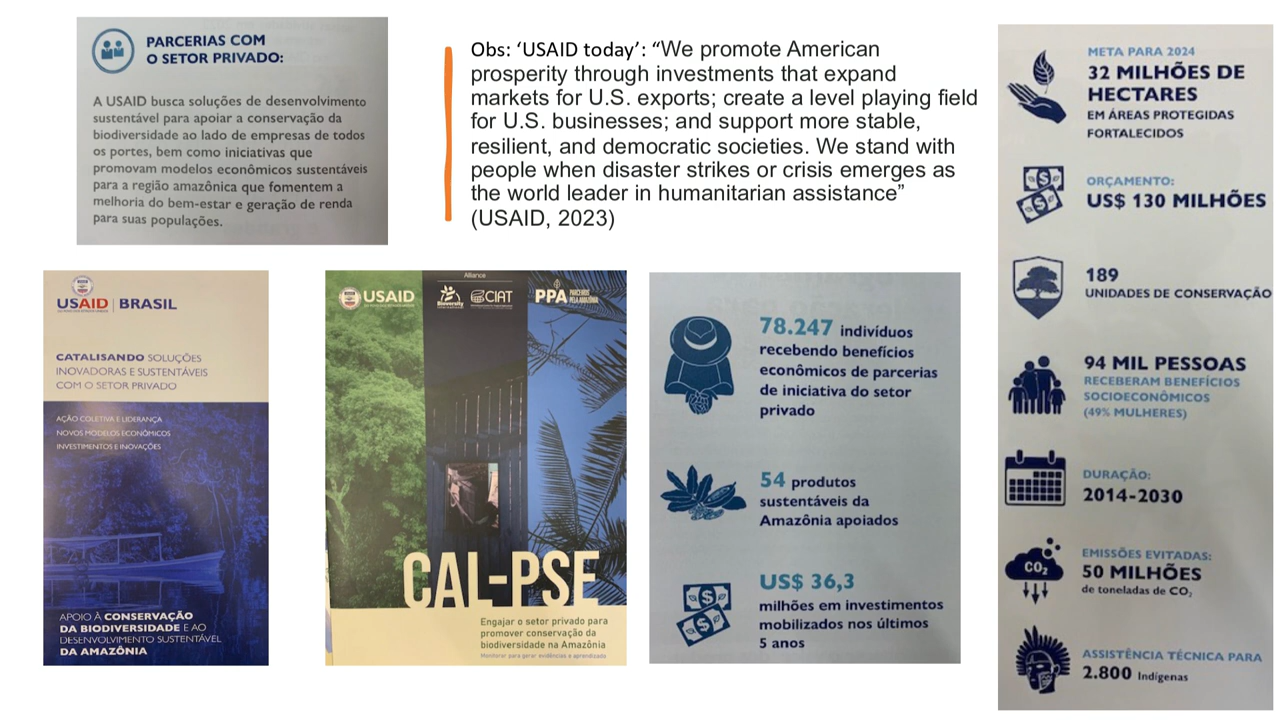 PARCERIAS COM
O SETOR PRIVADO:
A USAID busca soluções de desenvolvimento
sustentável para apoiar a conservação da
biodiversidade ao lado de empresas de todos
os portes, bem como iniciativas que
promovam modelos econômicos sustentáveis
para a região amazônica que fomentem a
melhoria do bem-estar e geração de renda
para suas populações.
Obs: ‘USAID today’: “We promote American
prosperity through investments that expand
markets for U.S. exports; create a level playing field
for U.S. businesses; and support more stable,
resilient, and democratic societies. We stand with
people when disaster strikes or crisis emerges as
the world leader in humanitarian assistance”
(USAID, 2023)
USAID | BRASIL
CATALISANDO SOLUÇÕES
INOVADORAS E SUSTENTÁVEIS
COM O SETOR PRIVADO
AÇÃO COLETIVA E LIDERANÇA
NOVOS MODELOS ECONÔMICOS
INVESTIMENTOS E INOVAÇÕES
APOIO À CONSERVAÇÃO
DA BIODIVERSIDADE E AO
DESENVOLVIMENTO SUSTENTÁVEL
DA AMAZÔNIA
Alliance
USAID
Bioversity
CIAT
PPA PARCEIROS
PELA AMAZÔNIA
CAL-PSE
Engajar o setor privado para
promover conservação da
biodiversidade na Amazônia
Monitorar para gerar evidências e aprendizado
78.247 indivíduos
recebendo benefícios
econômicos de parcerias
de iniciativa do setor
privado
54 produtos
sustentáveis da
Amazônia apoiados
US$ 36,3
milhões em investimentos
mobilizados nos últimos
5 anos
META PARA 2024
32 MILHÕES DE
HECTARES
EM ÁREAS PROTEGIDAS
FORTALECIDOS
ORÇAMENTO:
US$ 130 MILHÕES
189
UNIDADES DE CONSERVAÇÃO
94 MIL PESSOAS
RECEBERAM BENEFÍCIOS
SOCIOECONÔMICOS
(49% MULHERES)
DURAÇÃO:
2014-2030
CO₂
EMISSÕES EVITADAS:
50 MILHÕES
de toneladas de CO₂
ASSISTÊNCIA TÉCNICA PARA
2.800 Indígenas